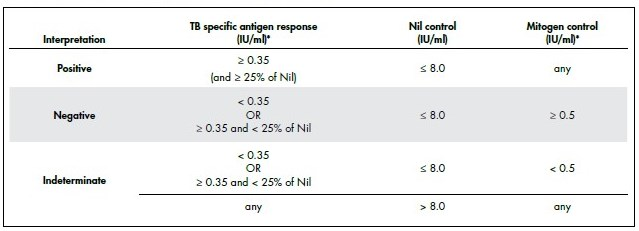 TB specific antigen response
(IU/ml)*
Nil control
(IU/ml)
Mitogen control
(IU/ml)*
Interpretation
Positive
≥ 0.35
(and ≥ 25% of Nil)
≤ 8.0
any
Negative
< 0.35
OR
≥ 0.35 and < 25% of Nil
≤ 8.0
≥ 0.5
Indeterminate
< 0.35
OR
≥ 0.35 and < 25% of Nil
≤ 8.0
< 0.5
any
> 8.0
any